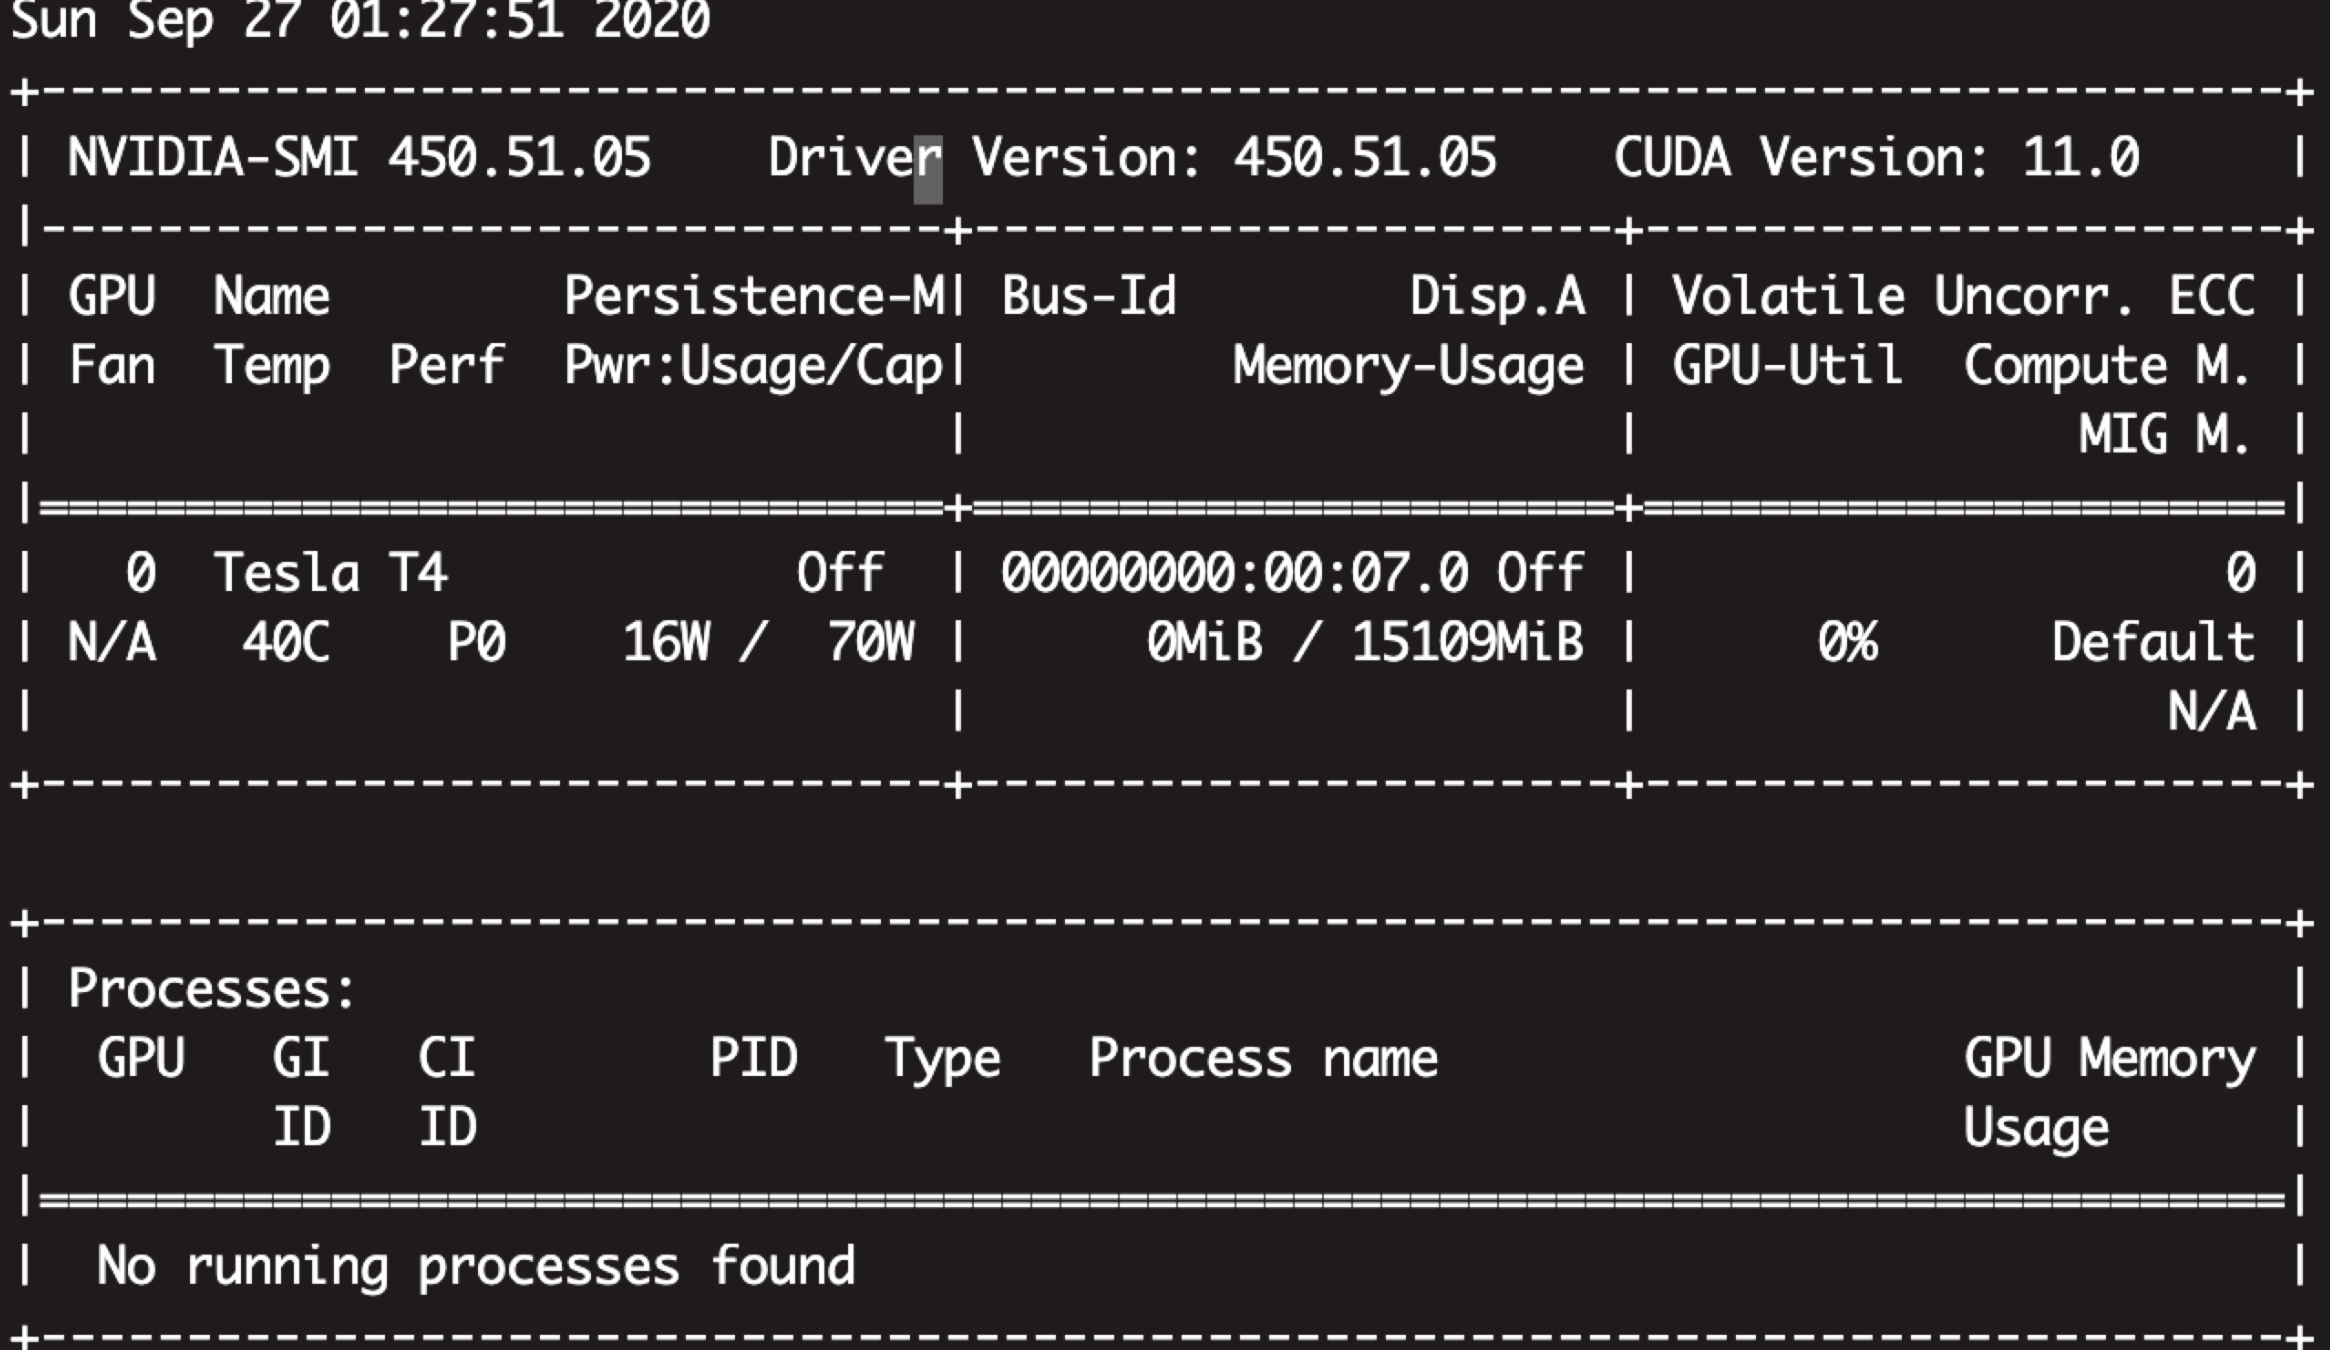 Sun Sep 27 01:27:51 2020
+-----------------------------------------------------------------------------+
| NVIDIA-SMI 450.51.05    Driver Version: 450.51.05    CUDA Version: 11.0     |
|-------------------------------+----------------------+----------------------+
| GPU  Name        Persistence-M| Bus-Id        Disp.A | Volatile Uncorr. ECC |
| Fan  Temp  Perf  Pwr:Usage/Cap|         Memory-Usage | GPU-Util  Compute M. |
|                               |                      |               MIG M. |
|===============================+======================+======================|
|   0  Tesla T4            Off  | 00000000:00:07.0 Off |                    0 |
| N/A   40C    P0    16W /  70W |      0MiB / 15109MiB |      0%      Default |
|                               |                      |                  N/A |
+-------------------------------+----------------------+----------------------+

+-----------------------------------------------------------------------------+
| Processes:                                                                  |
|  GPU   GI   CI        PID   Type   Process name                  GPU Memory |
|        ID   ID                                                   Usage      |
|=============================================================================|
|  No running processes found                                                 |
+-----------------------------------------------------------------------------+